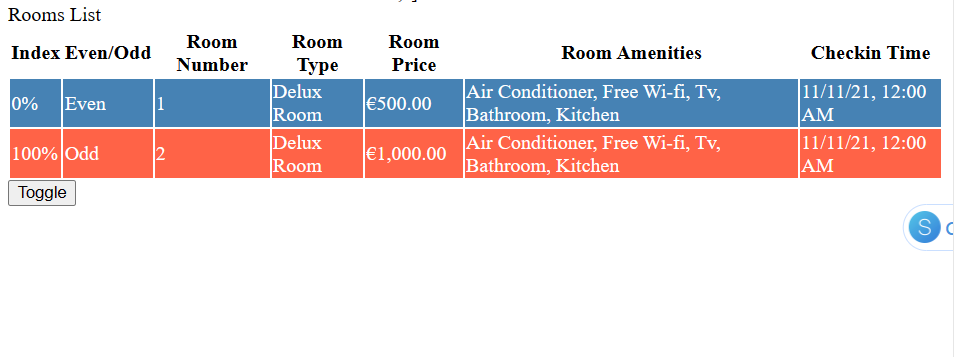 Rooms List
Index Even/Odd Room Number Room Type Room Price Room Amenities Checkin Time
0% Even 1 Delux Room €500.00 Air Conditioner, Free Wi-fi, Tv, Bathroom, Kitchen 11/11/21, 12:00 AM
100% Odd 2 Delux Room €1,000.00 Air Conditioner, Free Wi-fi, Tv, Bathroom, Kitchen 11/11/21, 12:00 AM
Toggle
S